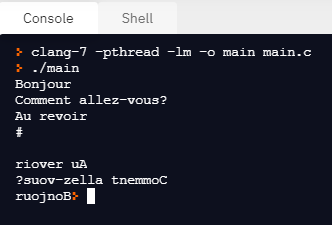 Console Shell
> clang-7 -pthread -lm -o main main.c
> ./main
Bonjour
Comment allez-vous?
Au revoir
#
riover uA
?suov-zella tnemmoC
ruojnoB>